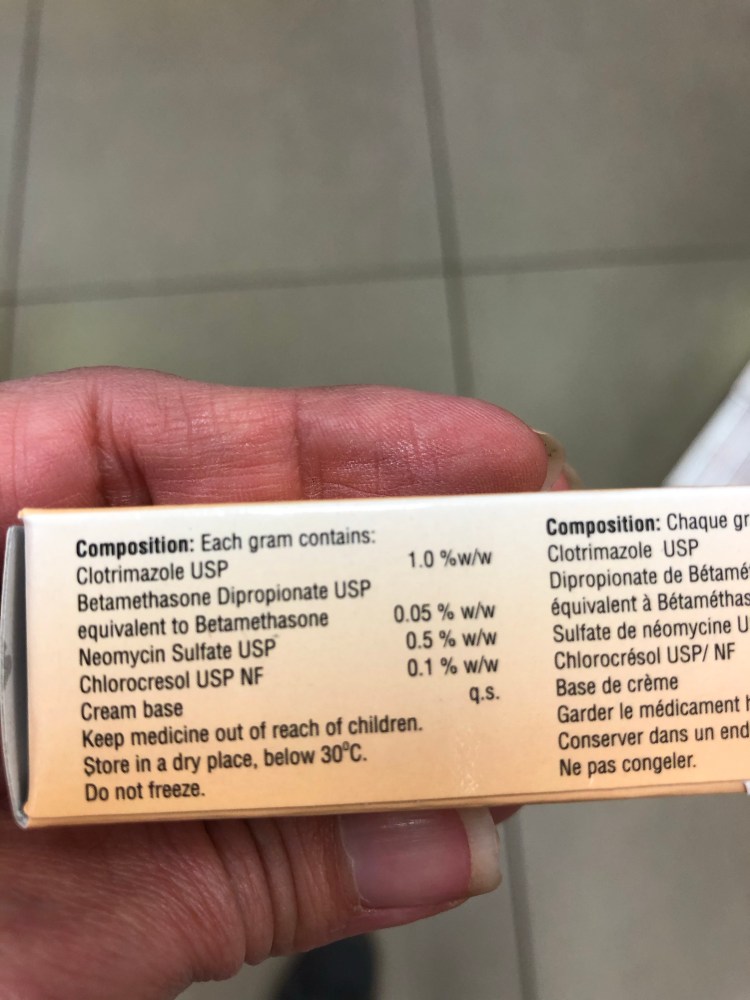 Composition: Each gram contains:
Clotrimazole USP 1.0 %w/w
Betamethasone Dipropionate USP
equivalent to Betamethasone 0.05 % w/w
Neomycin Sulfate USP 0.5 % w/w
Chlorocresol USP NF 0.1 % w/w
Cream base q.s.
Keep medicine out of reach of children.
Store in a dry place, below 30ºC.
Do not freeze.
Composition: Chaque
Clotrimazole USP
Dipropionate de
équivalent à
Sulfate de néomycine
Chlorocrésol USP/ NF
Base de crème
Garder le médicament
Conserver dans un
Ne pas congeler.